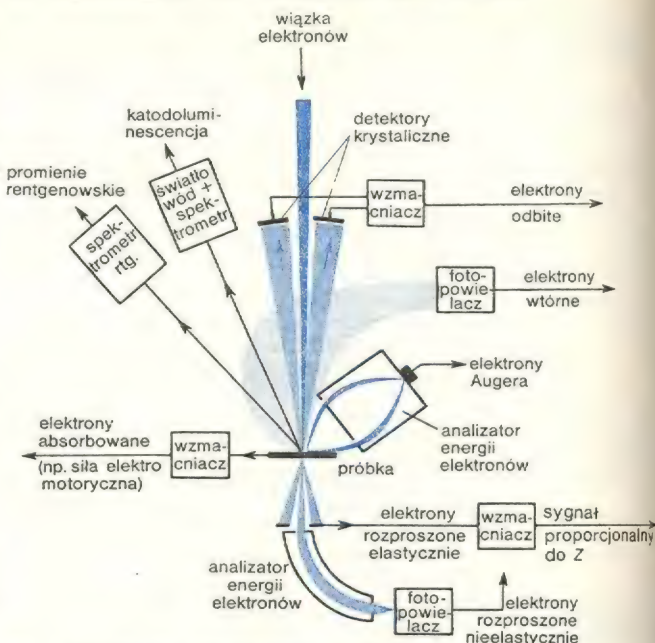 wiązka
elektronów
katodolumi-
nescencja
detektory
krystaliczne
promienie
rentgenowskie
światło
wód +
spek-
trometr
spek-
trometr
rtg.
wzma-
cniacz
elektrony
odbite
foto-
powie
lacz
elektrony
wtórne
elektrony
Augera
analizator
energii
elektronów
elektrony
absorbowane
(np. siła elektro
motoryczna)
wzma-
cniacz
próbka
elektrony
rozproszone
elastycznie
wzma-
cniacz
sygnał
proporcjonalny
do Z
analizator
energii
elektronów
foto-
powie-
lacz
elektrony
rozproszone
nieelastycznie